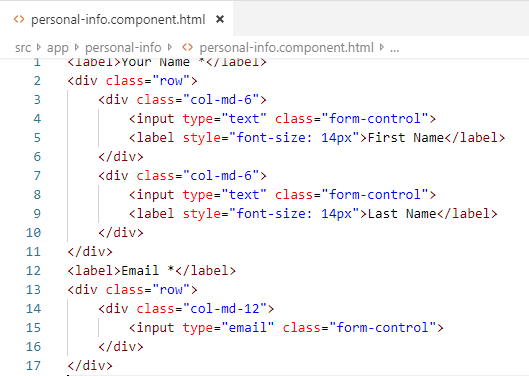 <> personal-info.component.html ×
src > app > personal-info > <> personal-info.component.html > ...
1 <label>Your Name *</label>
2 <div class="row">
3     <div class="col-md-6">
4         <input type="text" class="form-control">
5         <label style="font-size: 14px">First Name</label>
6     </div>
7     <div class="col-md-6">
8         <input type="text" class="form-control">
9         <label style="font-size: 14px">Last Name</label>
10     </div>
11 </div>
12 <label>Email *</label>
13 <div class="row">
14     <div class="col-md-12">
15         <input type="email" class="form-control">
16     </div>
17 </div>